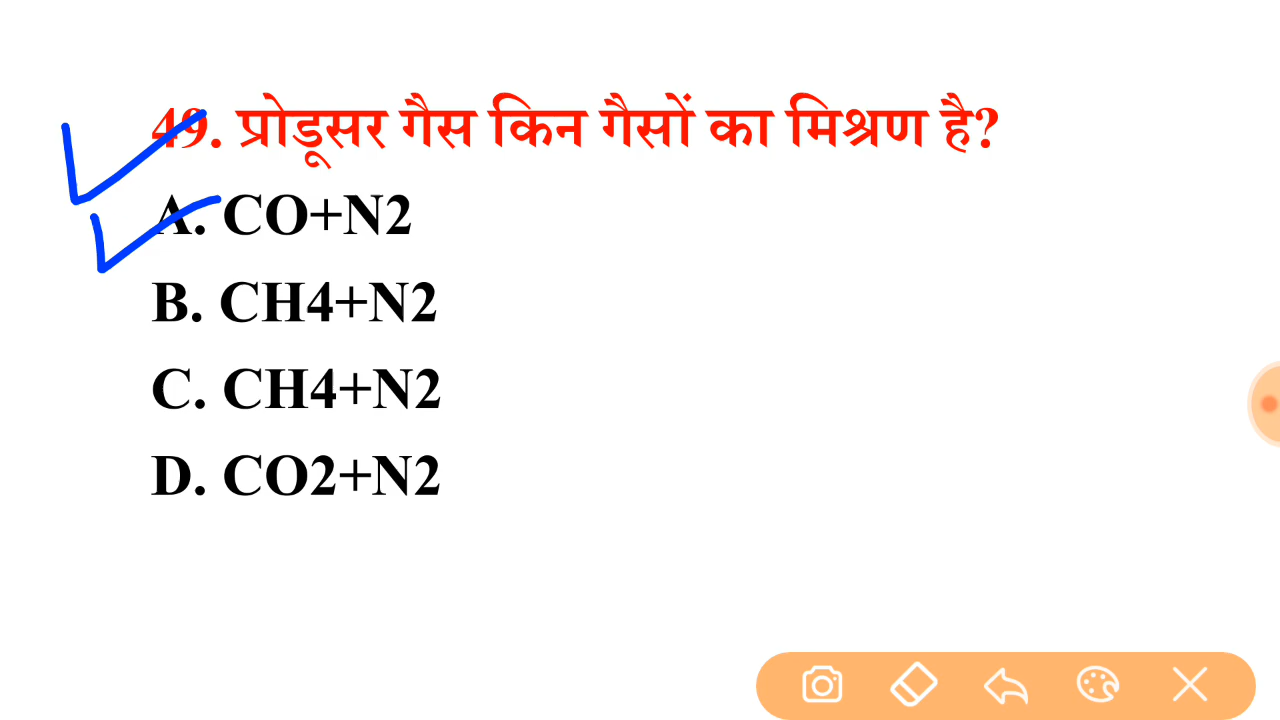 49. प्रोडूसर गैस किन गैसों का मिश्रण है?
A. CO+N2
B. CH4+N2
C. CH4+N2
D. CO2+N2